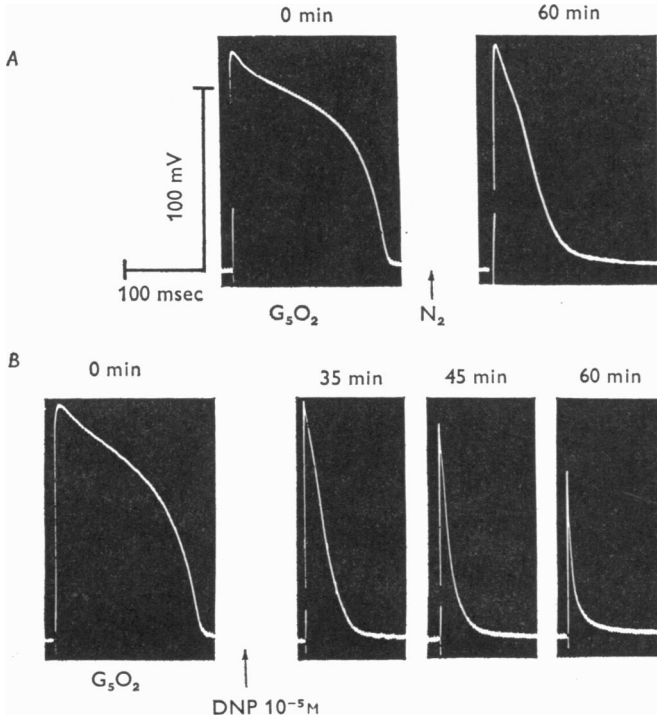 0 min 60 min
A
100 mV
100 msec
G₅O₂ N₂
B
0 min 35 min 45 min 60 min
G₅O₂
DNP 10⁻⁵M